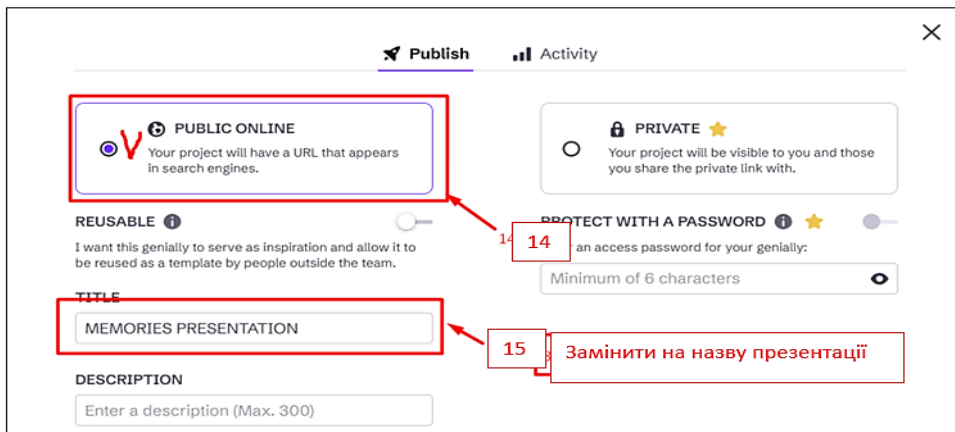 Publish
Activity
PUBLIC ONLINE
Your project will have a URL that appears
in search engines.
PRIVATE
Your project will be visible to you and those
you share the private link with.
REUSABLE
I want this genially to serve as inspiration and allow it to
be reused as a template by people outside the team.
PROTECT WITH A PASSWORD
14
an access password for your genially:
Minimum of 6 characters
TITLE
MEMORIES PRESENTATION
15
Замінити на назву презентації
DESCRIPTION
Enter a description (Max. 300)